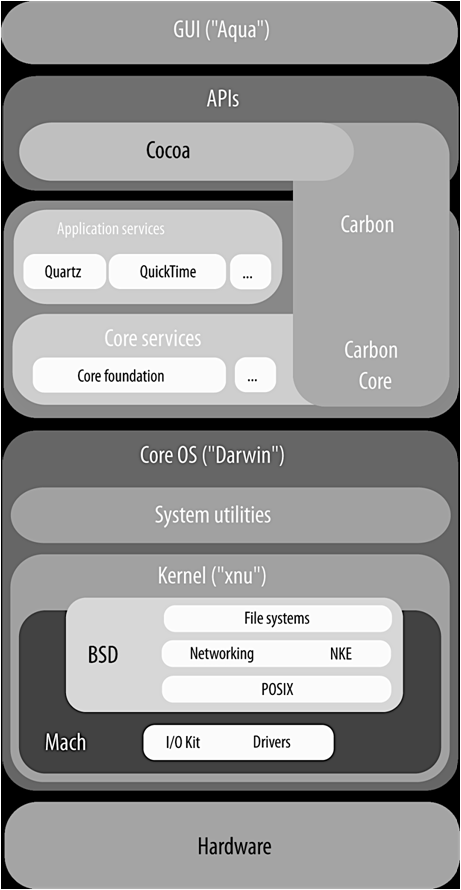 GUI ("Aqua")
APIs
Cocoa
Application services
Carbon
Quartz QuickTime ...
Core services
Carbon
Core
Core foundation ...
Core OS ("Darwin")
System utilities
Kernel ("xnu")
File systems
BSD
Networking NKE
POSIX
Mach
I/O Kit Drivers
Hardware